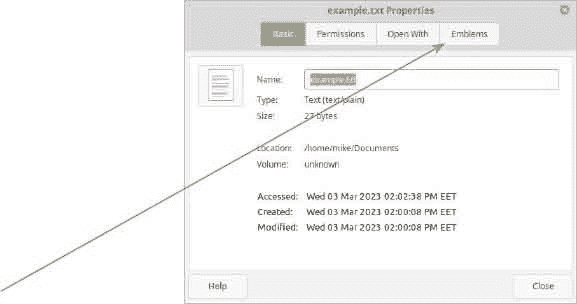 example.txt Properties
Basic Permissions Open With Emblems
Name: example.txt
Type: Text (text/plain)
Size: 27 bytes
Location: /home/mike/Documents
Volume: unknown
Accessed: Wed 03 Mar 2023 02:02:38 PM EET
Created: Wed 03 Mar 2023 02:00:08 PM EET
Modified: Wed 03 Mar 2023 02:00:08 PM EET
Help Close